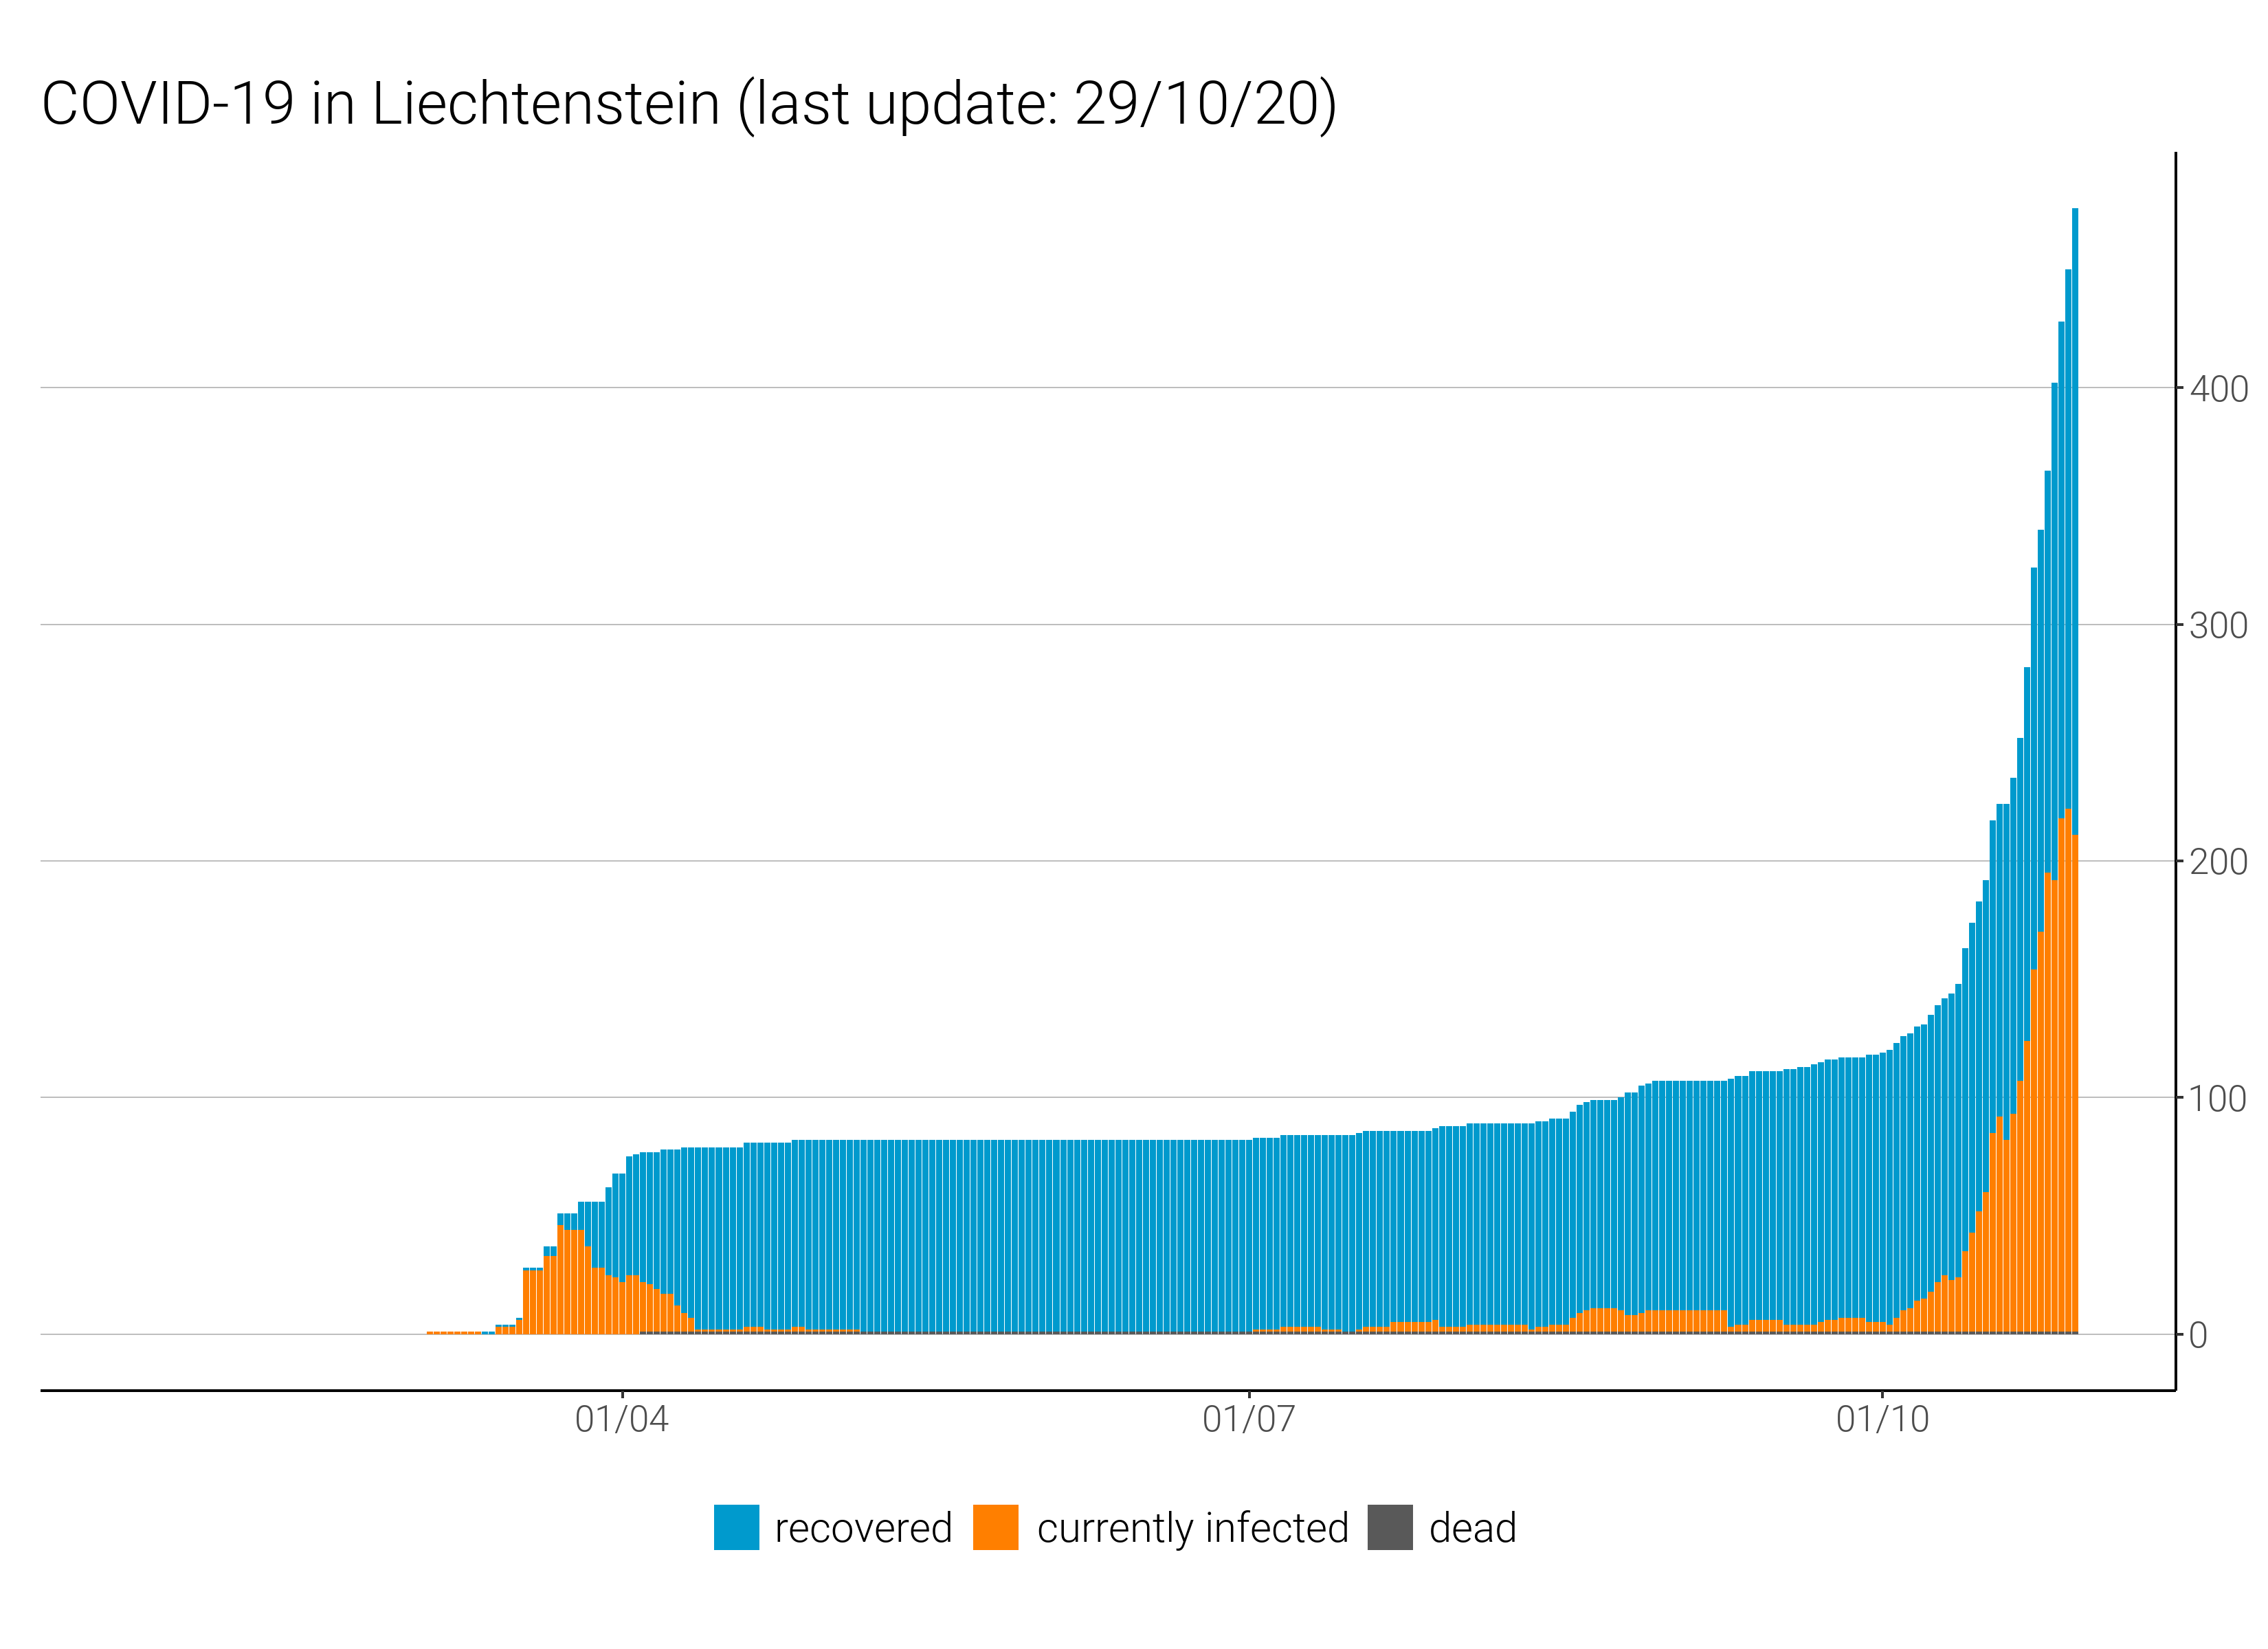 COVID-19 in Liechtenstein (last update: 29/10/20)
400
300
200
100
0
01/04 01/07 01/10
recovered currently infected dead